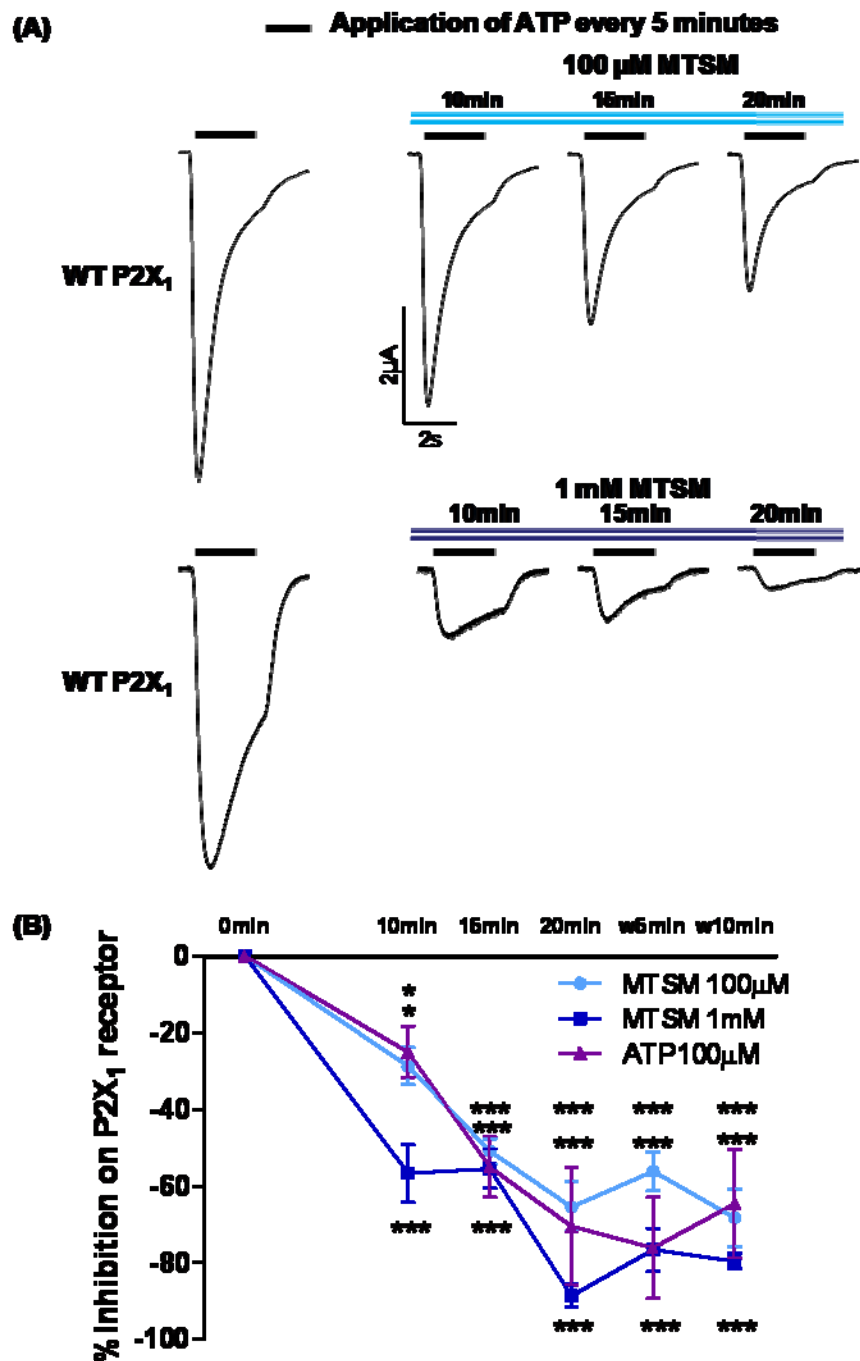 (A)
Application of ATP every 5 minutes
100 µM MTSM
10min 15min 20min
WT P2X1
2µA
2s
1 mM MTSM
10min 15min 20min
WT P2X1
(B)
0min 10min 15min 20min w5min w10min
% Inhibition on P2X1 receptor
0
-20
-40
-60
-80
-100
MTSM 100µM
MTSM 1mM
ATP100µM
*
*
*** *** *** ***
*** *** *** ***
*** ***
*** *** ***